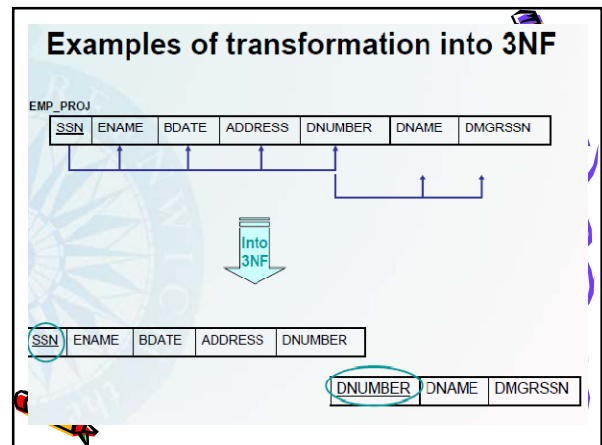 Examples of transformation into 3NF
EMP_PROJ
SSN ENAME BDATE ADDRESS DNUMBER DNAME DMGRSSN
Into
3NF
SSN ENAME BDATE ADDRESS DNUMBER
DNUMBER DNAME DMGRSSN